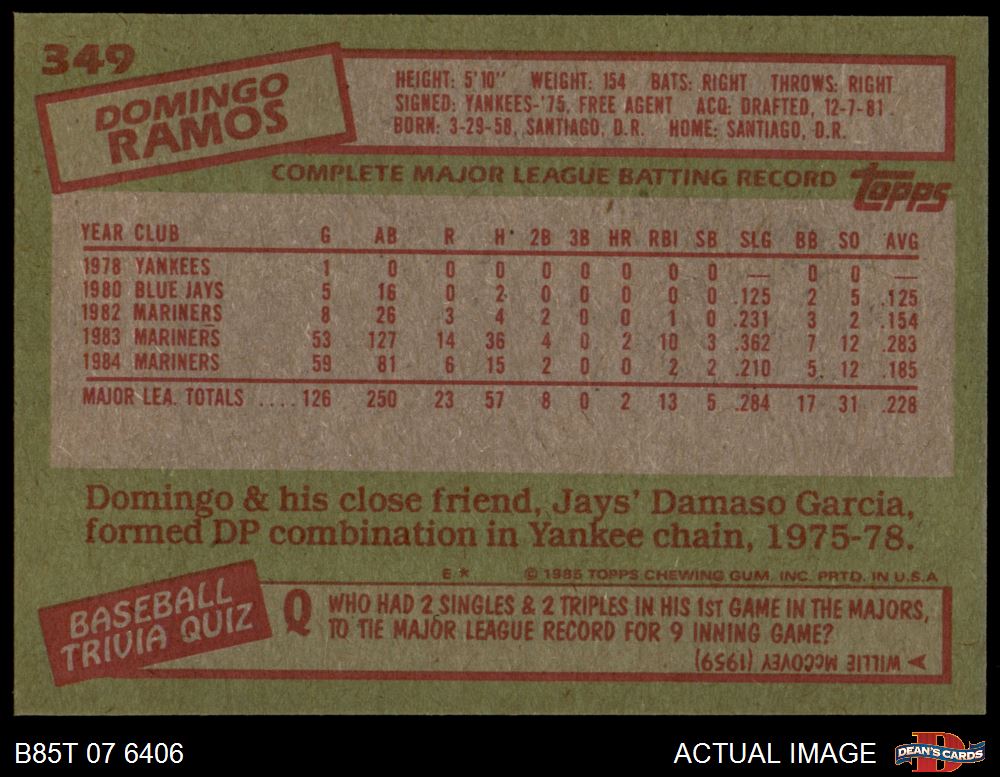 349
DOMINGO
RAMOS
HEIGHT: 5'10" WEIGHT: 154 BATS: RIGHT THROWS: RIGHT
SIGNED: YANKEES-'75, FREE AGENT ACQ: DRAFTED, 12-7-81
BORN: 3-29-58, SANTIAGO, D.R. HOME: SANTIAGO, D.R.
COMPLETE MAJOR LEAGUE BATTING RECORD
topps
YEAR CLUB G AB R H 2B 3B HR RBI SB SLG BB SO AVG
1978 YANKEES 1 0 0 0 0 0 0 0 0 — 0 0 —
1980 BLUE JAYS 5 16 0 2 0 0 0 0 0 .125 2 5 .125
1982 MARINERS 8 26 3 4 2 0 0 1 0 .231 3 2 .154
1983 MARINERS 53 127 14 36 4 0 2 10 3 .362 7 12 .283
1984 MARINERS 59 81 6 15 2 0 0 2 2 .210 5 12 .185
MAJOR LEA. TOTALS .... 126 250 23 57 8 0 2 13 5 .284 17 31 .228
Domingo & his close friend, Jays' Damaso Garcia,
formed DP combination in Yankee chain, 1975-78.
E * © 1985 TOPPS CHEWING GUM, INC. PRTD. IN U.S.A.
BASEBALL
TRIVIA QUIZ
Q WHO HAD 2 SINGLES & 2 TRIPLES IN HIS 1ST GAME IN THE MAJORS,
TO TIE MAJOR LEAGUE RECORD FOR 9 INNING GAME?
WILLIE McCOVEY (1959)
B85T 07 6406
ACTUAL IMAGE
DEAN'S CARDS